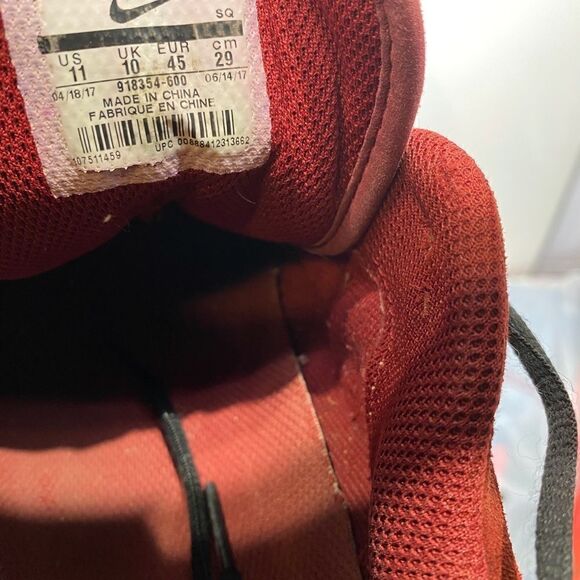 SQ
US UK EUR cm
11 10 45 29
918354-600
04/18/17 06/14/17
MADE IN CHINA
FABRIQUE EN CHINE
107511459 UPC 00888412313662